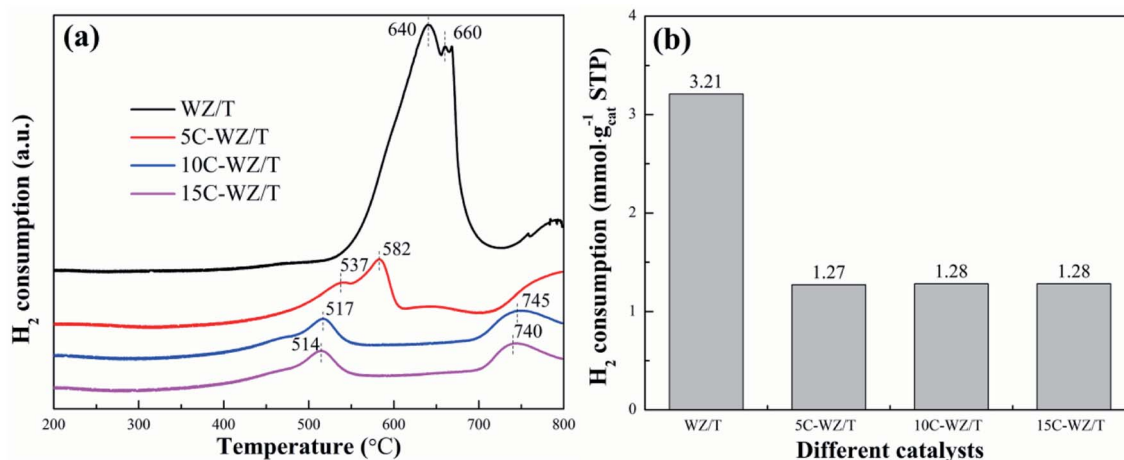 (a)
640
660
WZ/T
5C-WZ/T
10C-WZ/T
15C-WZ/T
537
582
517
745
514
740
H₂ consumption (a.u.)
200 300 400 500 600 700 800
Temperature (°C)
(b)
4
3
2
1
0
3.21
1.27
1.28
1.28
H₂ consumption (mmol·g⁻¹cat STP)
WZ/T 5C-WZ/T 10C-WZ/T 15C-WZ/T
Different catalysts